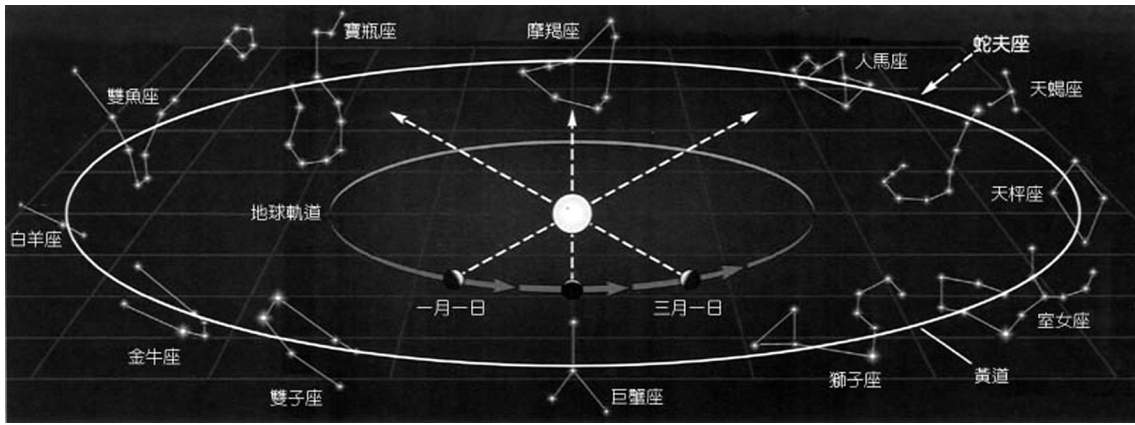 寶瓶座
摩羯座
人馬座
蛇夫座
雙魚座
天蠍座
天秤座
地球軌道
白羊座
一月一日
三月一日
室女座
金牛座
雙子座
巨蟹座
獅子座
黃道